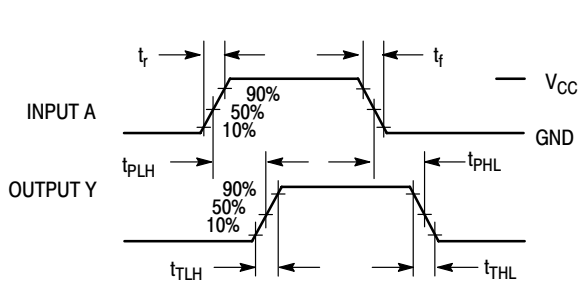 tr
tf
VCC
INPUT A
90%
50%
10%
GND
tPLH
tPHL
OUTPUT Y
90%
50%
10%
tTLH
tTHL